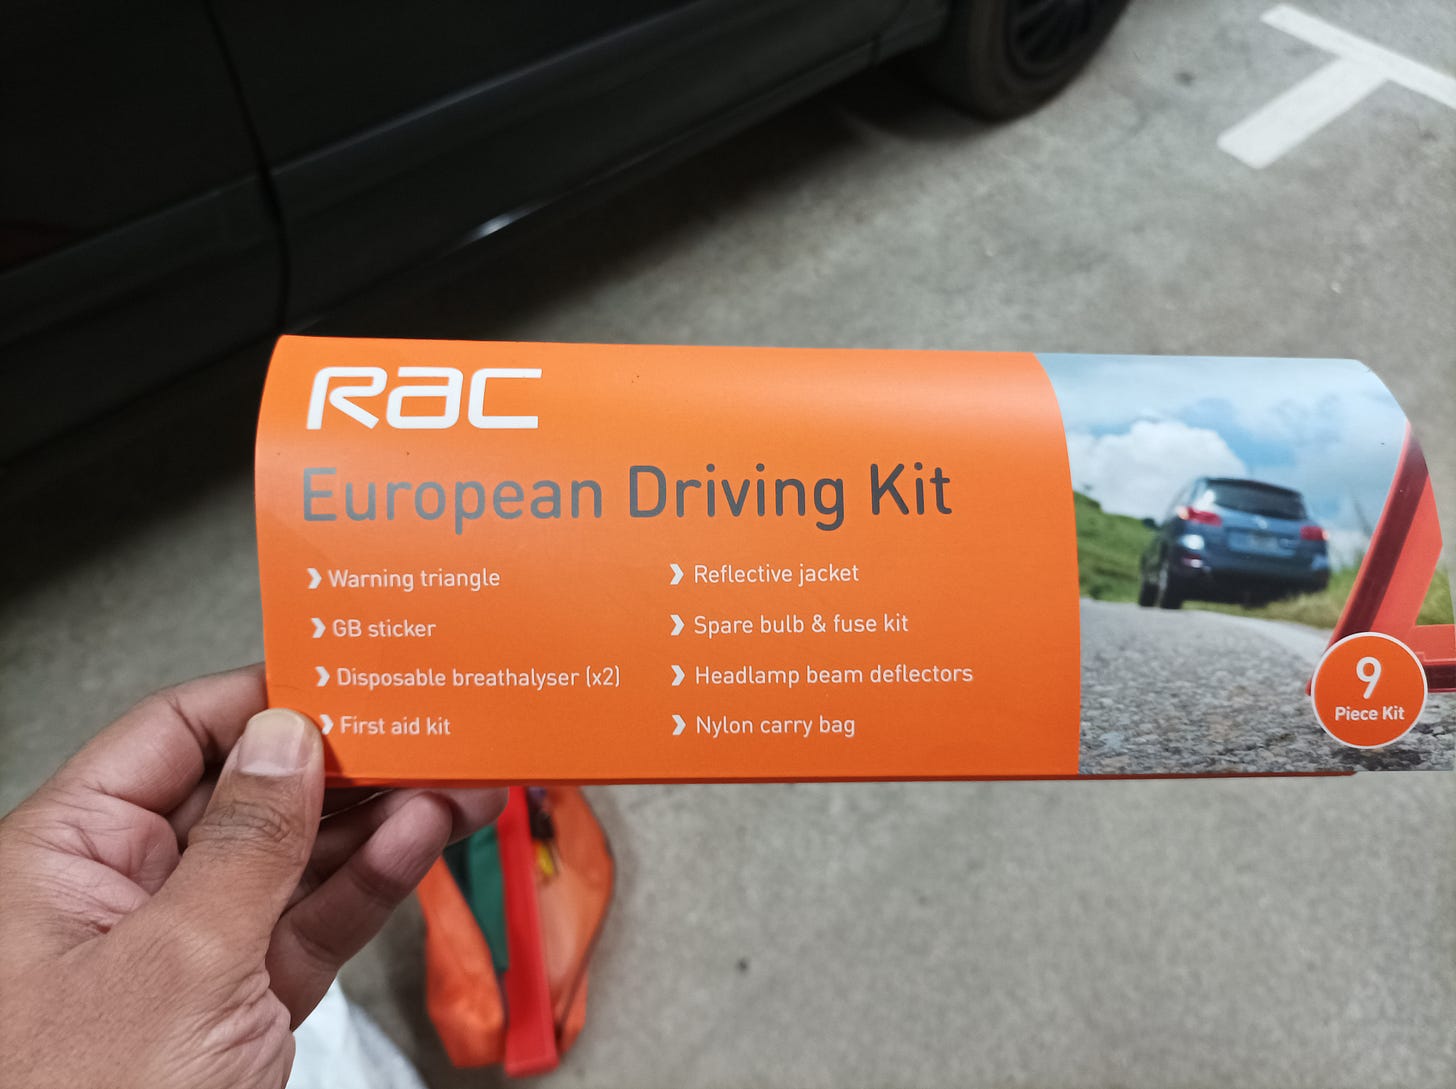 RAC
European Driving Kit
❯ Warning triangle
❯ GB sticker
❯ Disposable breathalyser (x2)
❯ First aid kit
❯ Reflective jacket
❯ Spare bulb & fuse kit
❯ Headlamp beam deflectors
❯ Nylon carry bag
9
Piece Kit